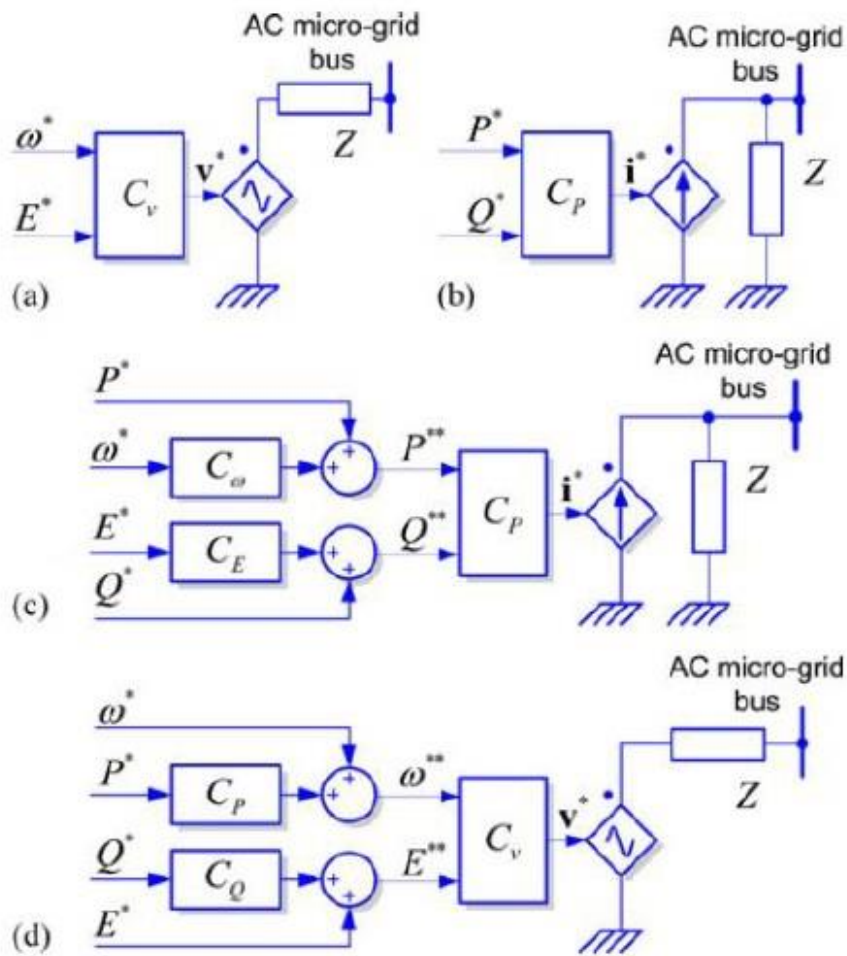 AC micro-grid
bus
ω*
E*
C_v
v*
Z
(a)
AC micro-grid
bus
P*
Q*
C_P
i*
Z
(b)
AC micro-grid
bus
P*
ω*
C_ω
+
+
P**
E*
C_E
+
+
Q**
Q*
C_P
i*
Z
(c)
AC micro-grid
bus
ω*
P*
C_P
+
+
ω**
Q*
C_Q
+
+
E**
E*
C_v
v*
Z
(d)